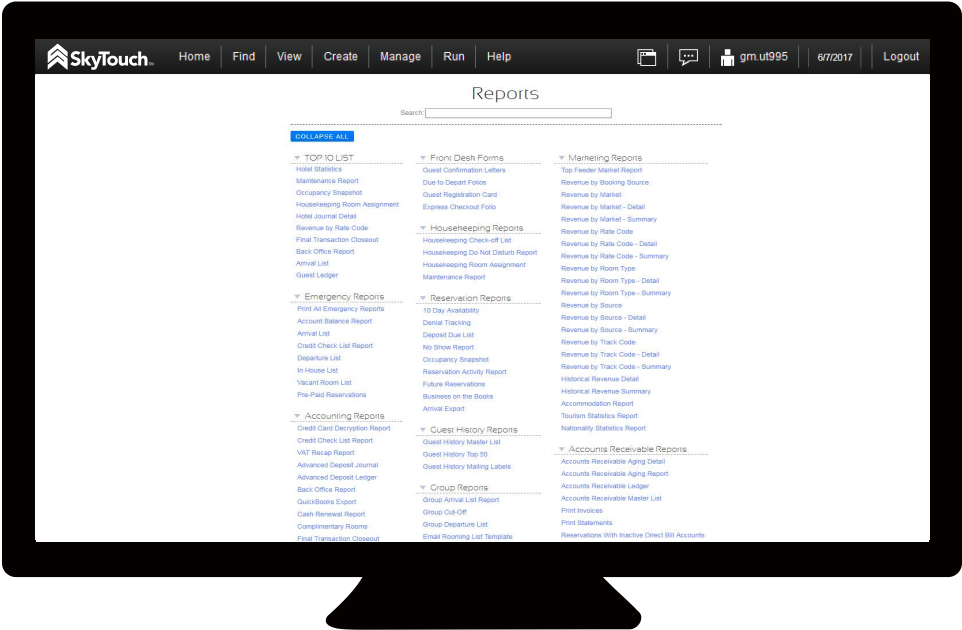 SkyTouch
Home
Find
View
Create
Manage
Run
Help
gm.ut995
6/7/2017
Logout
Reports
Search:
COLLAPSE ALL
TOP 10 LIST
Hotel Statistics
Maintenance Report
Occupancy Snapshot
Housekeeping Room Assignment
Hotel Journal Detail
Revenue by Rate Code
Final Transaction Closeout
Back Office Report
Arrival List
Guest Ledger
Emergency Reports
Print All Emergency Reports
Account Balance Report
Arrival List
Credit Check List Report
Departure List
In House List
Vacant Room List
Pre-Paid Reservations
Accounting Reports
Credit Card Decryption Report
Credit Check List Report
VAT Recap Report
Advanced Deposit Journal
Advanced Deposit Ledger
Back Office Report
QuickBooks Export
Cash Renewal Report
Complimentary Rooms
Final Transaction Closeout
Front Desk Forms
Guest Confirmation Letters
Due to Depart Folios
Guest Registration Card
Express Checkout Folio
Housekeeping Reports
Housekeeping Check-off List
Housekeeping Do Not Disturb Report
Housekeeping Room Assignment
Maintenance Report
Reservation Reports
10 Day Availability
Denial Tracking
Deposit Due List
No Show Report
Occupancy Snapshot
Reservation Activity Report
Future Reservations
Business on the Books
Arrival Export
Guest History Reports
Guest History Master List
Guest History Top 50
Guest History Mailing Labels
Group Reports
Group Arrival List Report
Group Cut-Off
Group Departure List
Email Rooming List Template
Marketing Reports
Top Feeder Market Report
Revenue by Booking Source
Revenue by Market
Revenue by Market - Detail
Revenue by Market - Summary
Revenue by Rate Code
Revenue by Rate Code - Detail
Revenue by Rate Code - Summary
Revenue by Room Type
Revenue by Room Type - Detail
Revenue by Room Type - Summary
Revenue by Source
Revenue by Source - Detail
Revenue by Source - Summary
Revenue by Track Code
Revenue by Track Code - Detail
Revenue by Track Code - Summary
Historical Revenue Detail
Historical Revenue Summary
Accommodation Report
Tourism Statistics Report
Nationality Statistics Report
Accounts Receivable Reports
Accounts Receivable Aging Detail
Accounts Receivable Aging Report
Accounts Receivable Ledger
Accounts Receivable Master List
Print Invoices
Print Statements
Reservations With Inactive Direct Bill Accounts